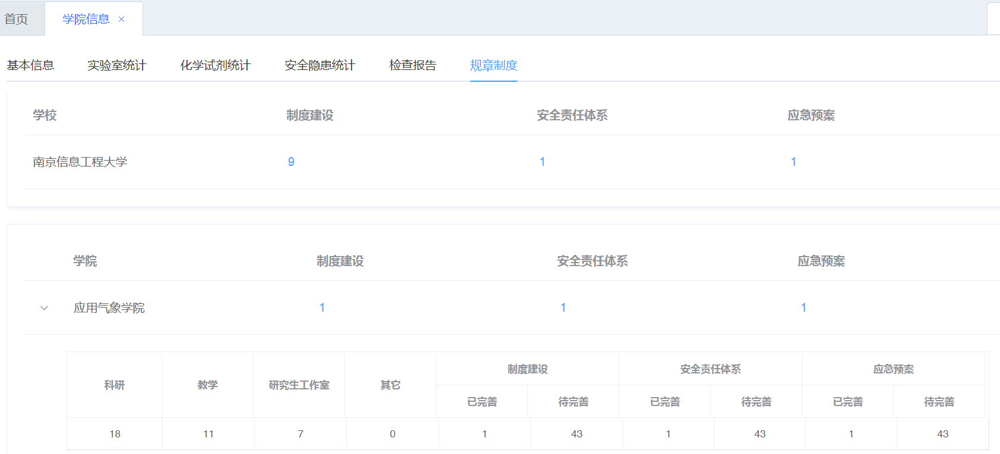 首页 学院信息 ×
基本信息 实验室统计 化学试剂统计 安全隐患统计 检查报告 规章制度
学校 制度建设 安全责任体系 应急预案
南京信息工程大学 9 1 1
学院 制度建设 安全责任体系 应急预案
应用气象学院 1 1 1
科研 教学 研究生工作室 其它 制度建设 安全责任体系 应急预案
已完善 待完善 已完善 待完善 已完善 待完善
18 11 7 0 1 43 1 43 1 43